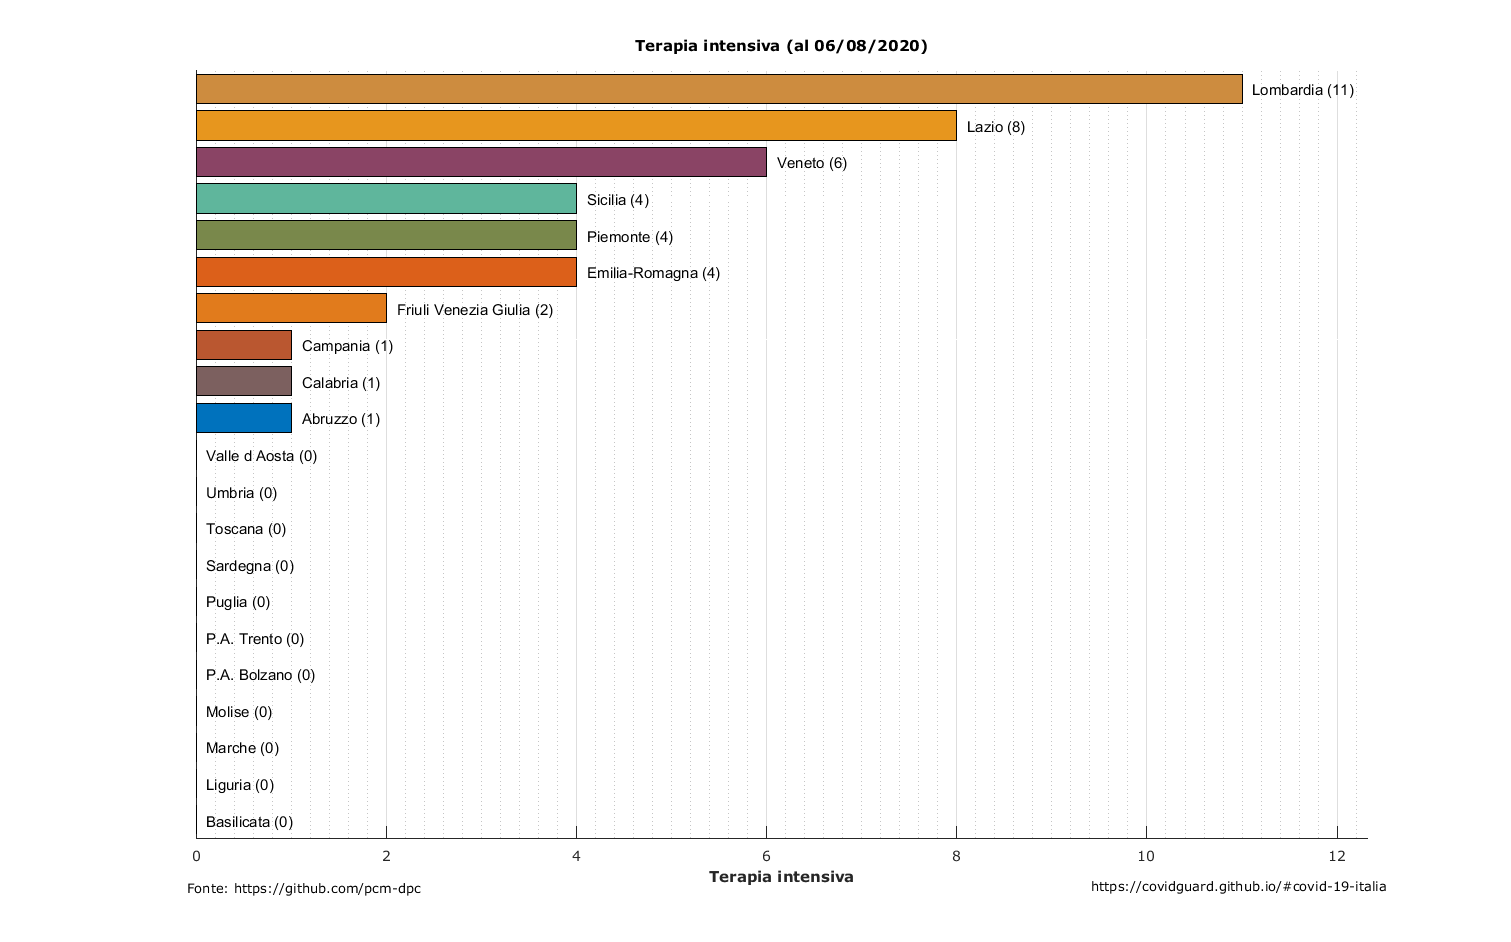 Terapia intensiva (al 06/08/2020)
Lombardia (11)
Lazio (8)
Veneto (6)
Sicilia (4)
Piemonte (4)
Emilia-Romagna (4)
Friuli Venezia Giulia (2)
Campania (1)
Calabria (1)
Abruzzo (1)
Valle d Aosta (0)
Umbria (0)
Toscana (0)
Sardegna (0)
Puglia (0)
P.A. Trento (0)
P.A. Bolzano (0)
Molise (0)
Marche (0)
Liguria (0)
Basilicata (0)
0 2 4 6 8 10 12
Terapia intensiva
Fonte: https://github.com/pcm-dpc
https://covidguard.github.io/#covid-19-italia